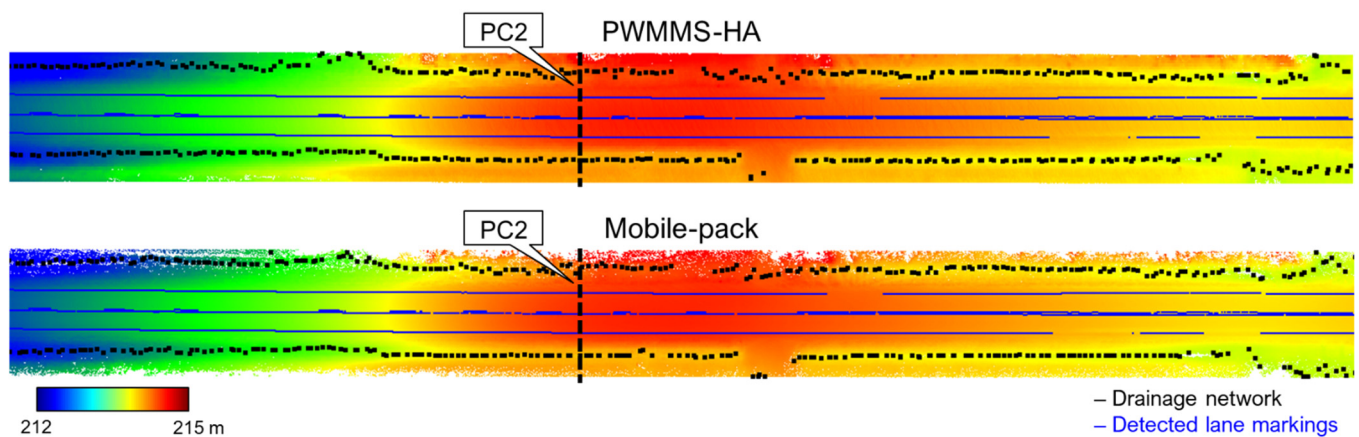 PC2
PWMMS-HA
PC2
Mobile-pack
212
215 m
– Drainage network
– Detected lane markings